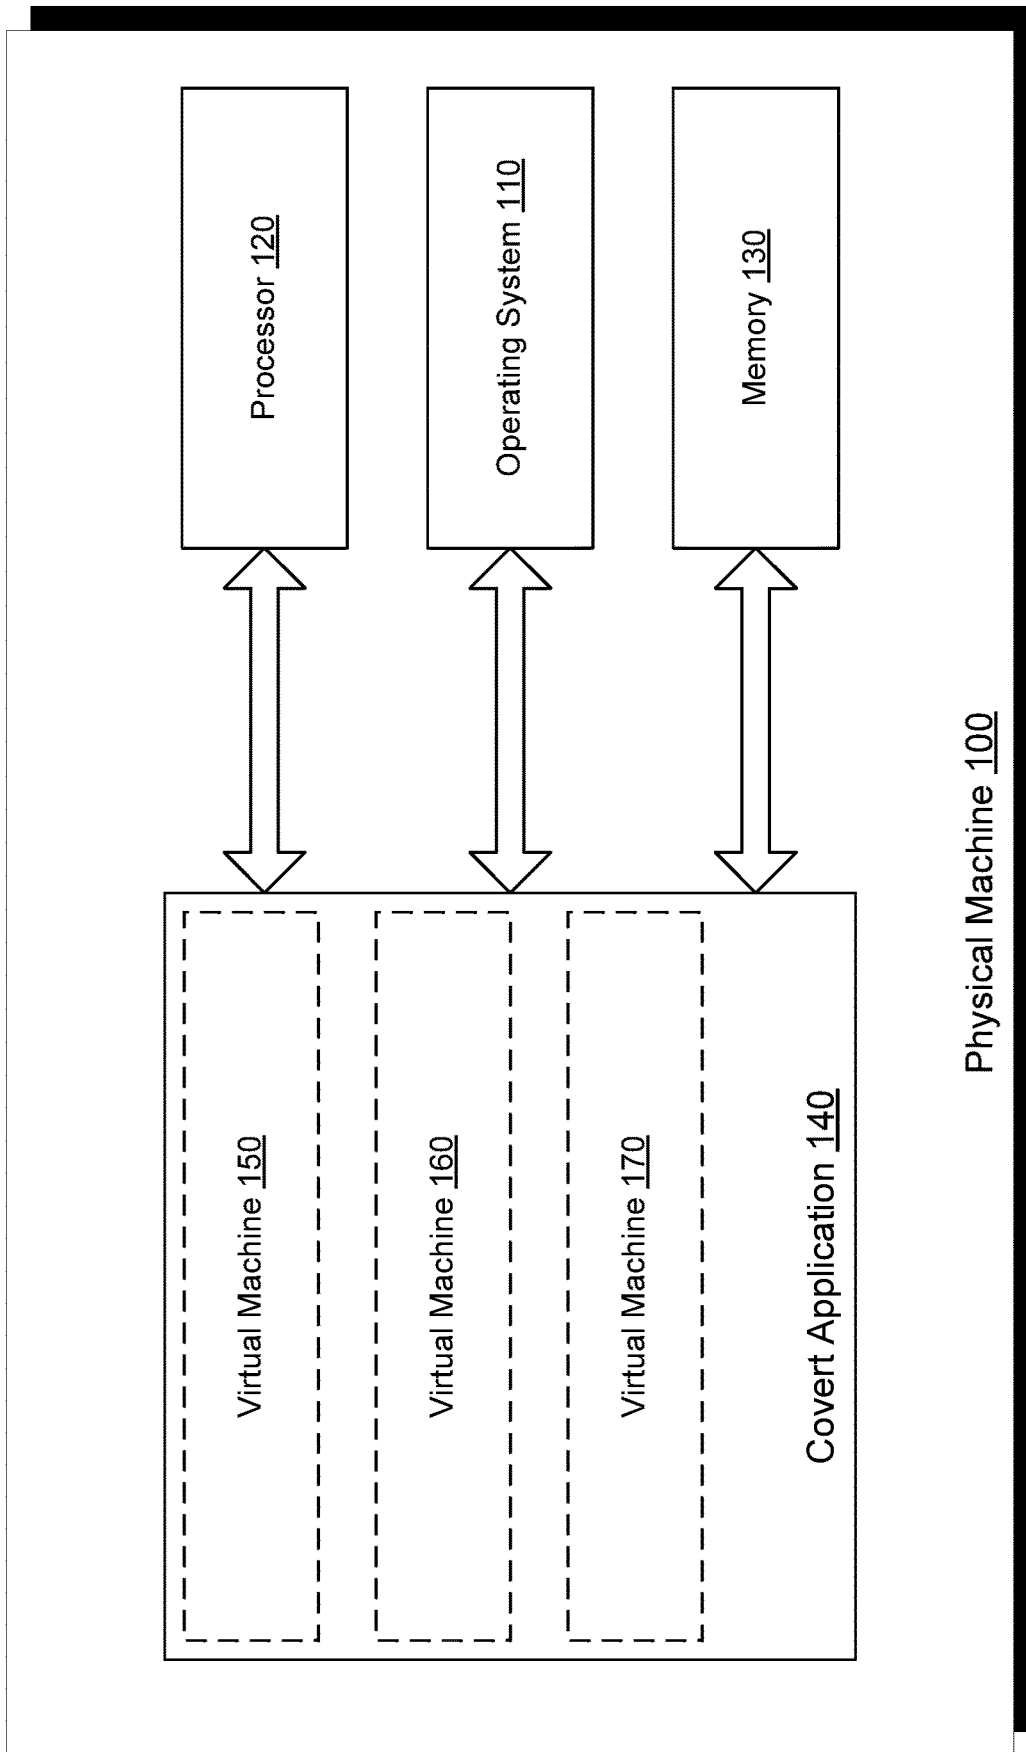 Processor 120
Operating System 110
Memory 130
Virtual Machine 150
Virtual Machine 160
Virtual Machine 170
Covert Application 140
Physical Machine 100